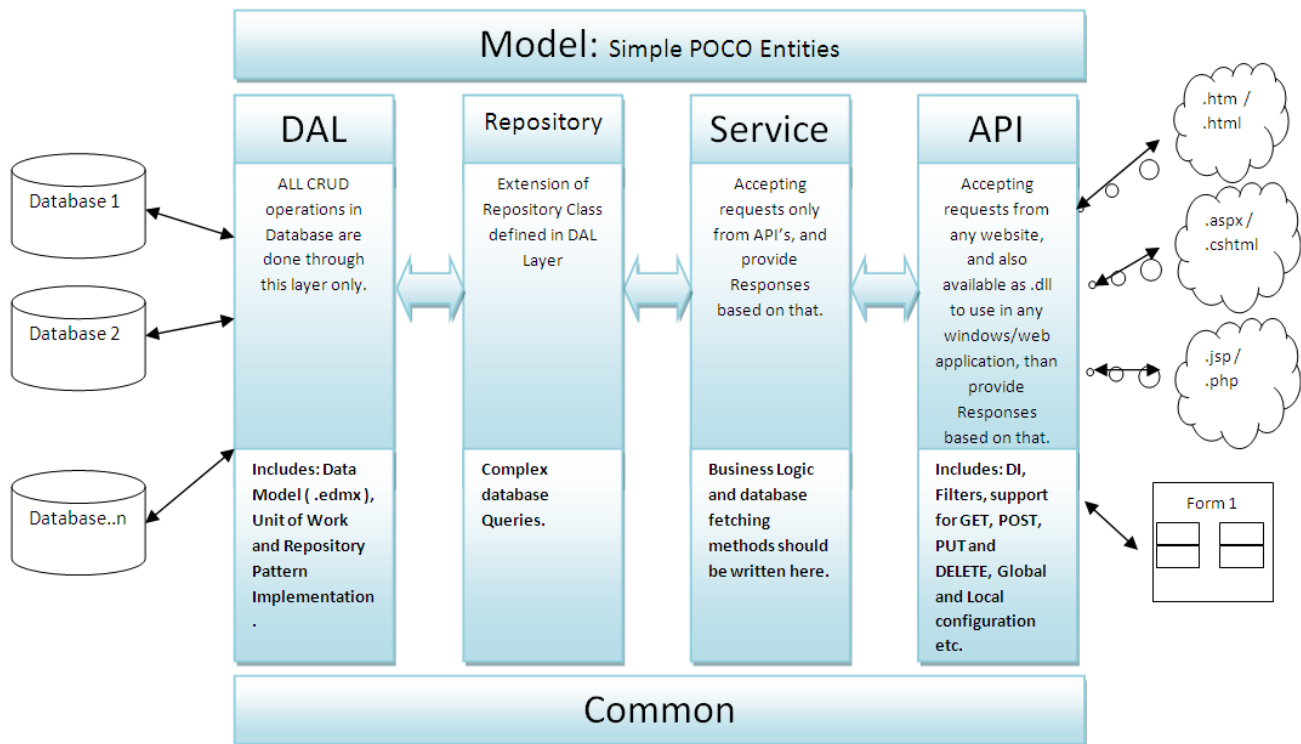 Model: Simple POCO Entities
DAL
ALL CRUD
operations in
Database are
done through
this layer only.
Includes: Data
Model ( .edmx ),
Unit of Work
and Repository
Pattern
Implementation
.
Repository
Extension of
Repository Class
defined in DAL
Layer
Complex
database
Queries.
Service
Accepting
requests only
from API's, and
provide
Responses
based on that.
Business Logic
and database
fetching
methods should
be written here.
API
Accepting
requests from
any website,
and also
available as .dll
to use in any
windows/web
application, than
provide
Responses
based on that.
Includes: DI,
Filters, support
for GET, POST,
PUT and
DELETE, Global
and Local
configuration
etc.
Database 1
Database 2
Database..n
.htm /
.html
.aspx /
.cshtml
.jsp /
.php
Form 1
Common